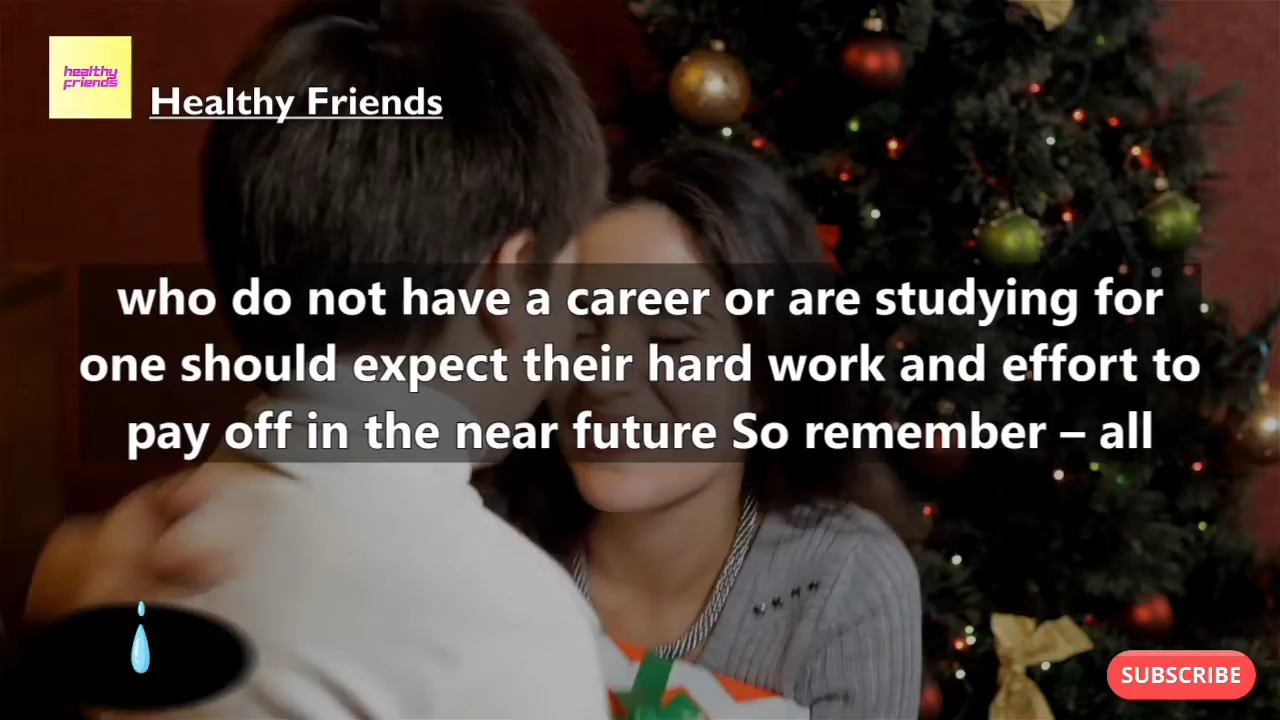 healthy
friends
Healthy Friends
who do not have a career or are studying for
one should expect their hard work and effort to
pay off in the near future So remember – all
SUBSCRIBE